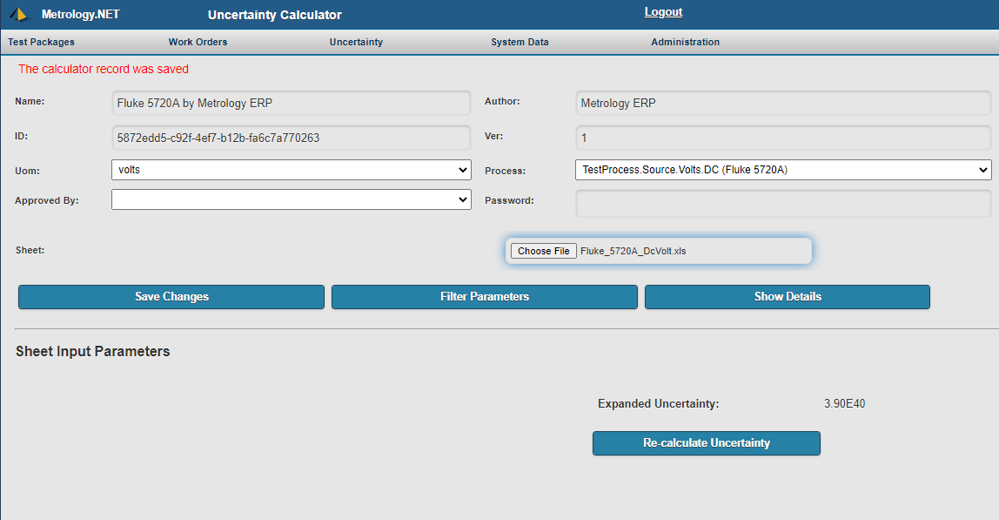 Metrology.NET Uncertainty Calculator Logout
Test Packages Work Orders Uncertainty System Data Administration
The calculator record was saved
Name: Fluke 5720A by Metrology ERP Author: Metrology ERP
ID: 5872edd5-c92f-4ef7-b12b-fa6c7a770263 Ver: 1
Uom: volts Process: TestProcess.Source.Volts.DC (Fluke 5720A)
Approved By: Password:
Sheet: Choose File Fluke_5720A_DcVolt.xls
Save Changes Filter Parameters Show Details
Sheet Input Parameters
Expanded Uncertainty: 3.90E40
Re-calculate Uncertainty